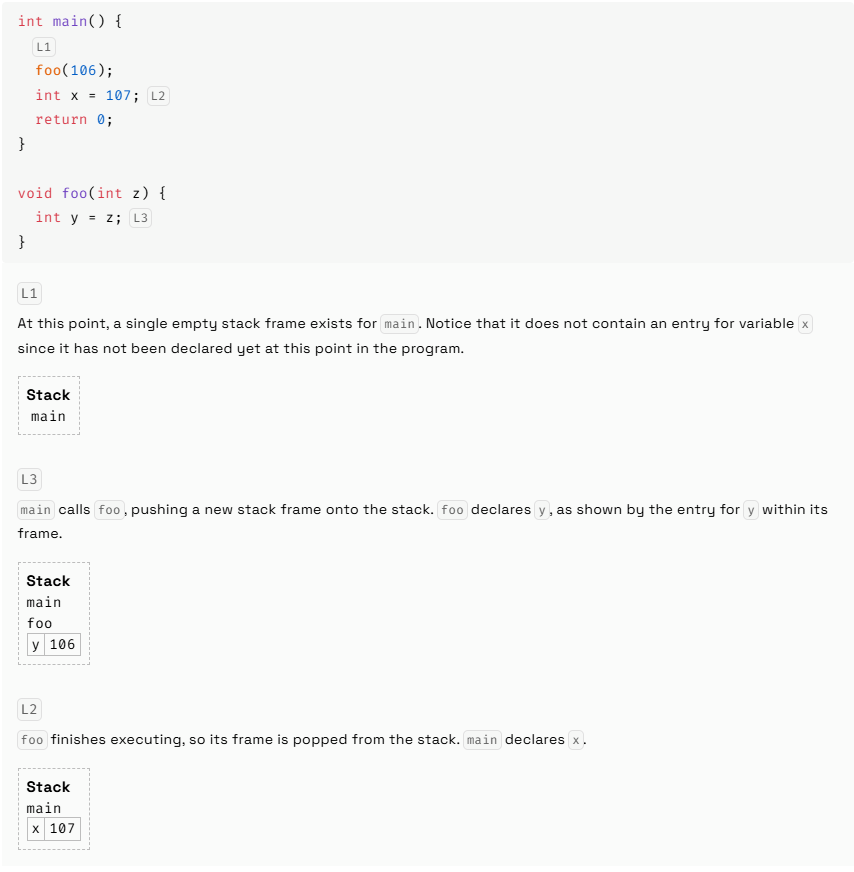 int main() {
L1
foo(106);
int x = 107; L2
return 0;
}
void foo(int z) {
int y = z; L3
}
L1
At this point, a single empty stack frame exists for main. Notice that it does not contain an entry for variable x
since it has not been declared yet at this point in the program.
Stack
main
L3
main calls foo, pushing a new stack frame onto the stack. foo declares y, as shown by the entry for y within its
frame.
Stack
main
foo
y 106
L2
foo finishes executing, so its frame is popped from the stack. main declares x.
Stack
main
x 107